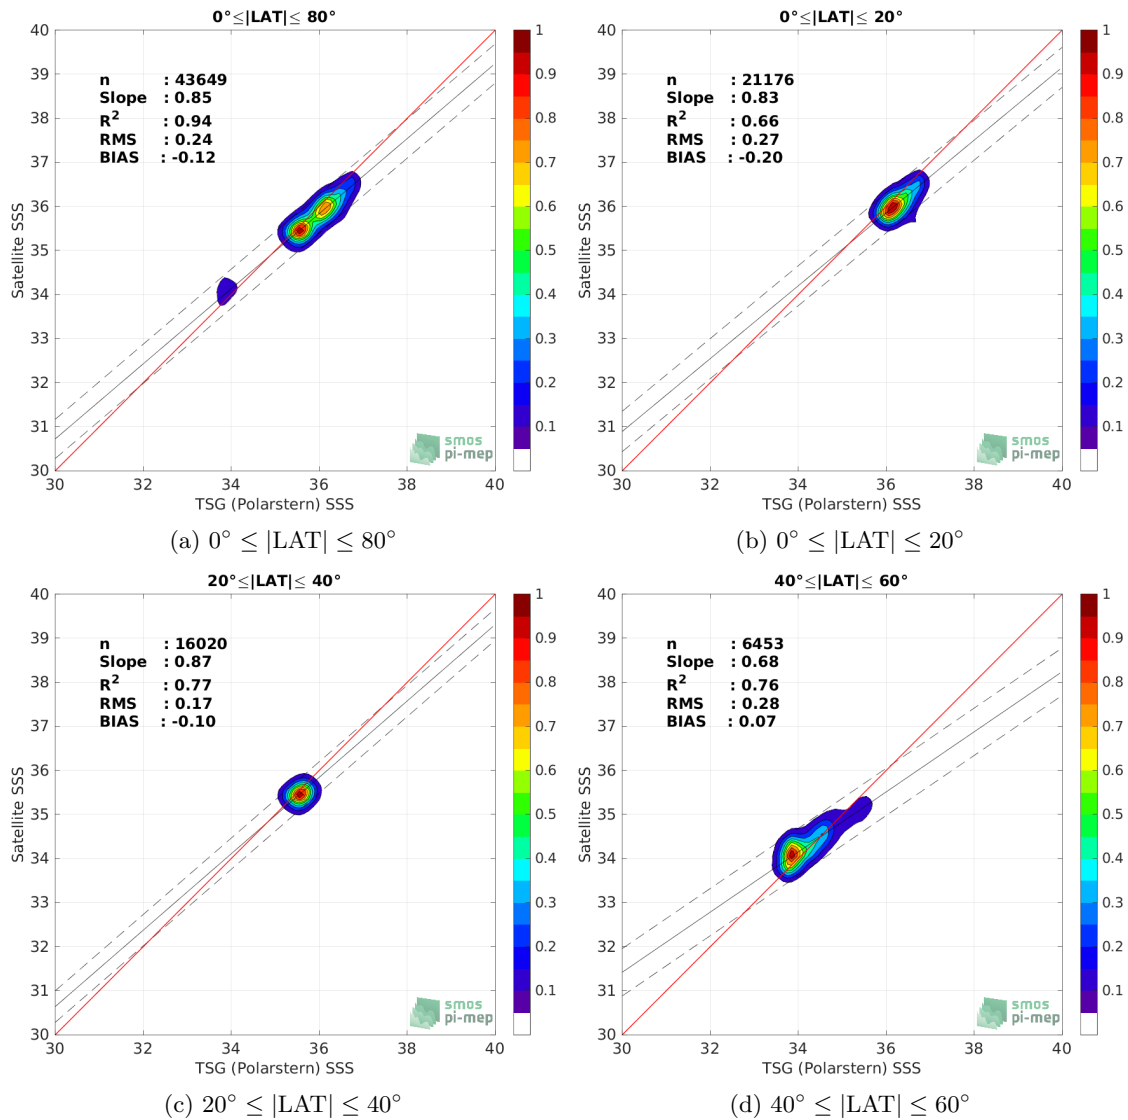 0°≤|LAT|≤ 80°
n : 43649
Slope : 0.85
R² : 0.94
RMS : 0.24
BIAS : -0.12
Satellite SSS
40
39
38
37
36
35
34
33
32
31
30
30 32 34 36 38 40
TSG (Polarstern) SSS
1
0.9
0.8
0.7
0.6
0.5
0.4
0.3
0.2
0.1
smos
pi-mep
(a) 0° ≤ |LAT| ≤ 80°
0°≤|LAT|≤ 20°
n : 21176
Slope : 0.83
R² : 0.66
RMS : 0.27
BIAS : -0.20
Satellite SSS
40
39
38
37
36
35
34
33
32
31
30
30 32 34 36 38 40
TSG (Polarstern) SSS
1
0.9
0.8
0.7
0.6
0.5
0.4
0.3
0.2
0.1
smos
pi-mep
(b) 0° ≤ |LAT| ≤ 20°
20°≤|LAT|≤ 40°
n : 16020
Slope : 0.87
R² : 0.77
RMS : 0.17
BIAS : -0.10
Satellite SSS
40
39
38
37
36
35
34
33
32
31
30
30 32 34 36 38 40
TSG (Polarstern) SSS
1
0.9
0.8
0.7
0.6
0.5
0.4
0.3
0.2
0.1
smos
pi-mep
(c) 20° ≤ |LAT| ≤ 40°
40°≤|LAT|≤ 60°
n : 6453
Slope : 0.68
R² : 0.76
RMS : 0.28
BIAS : 0.07
Satellite SSS
40
39
38
37
36
35
34
33
32
31
30
30 32 34 36 38 40
TSG (Polarstern) SSS
1
0.9
0.8
0.7
0.6
0.5
0.4
0.3
0.2
0.1
smos
pi-mep
(d) 40° ≤ |LAT| ≤ 60°